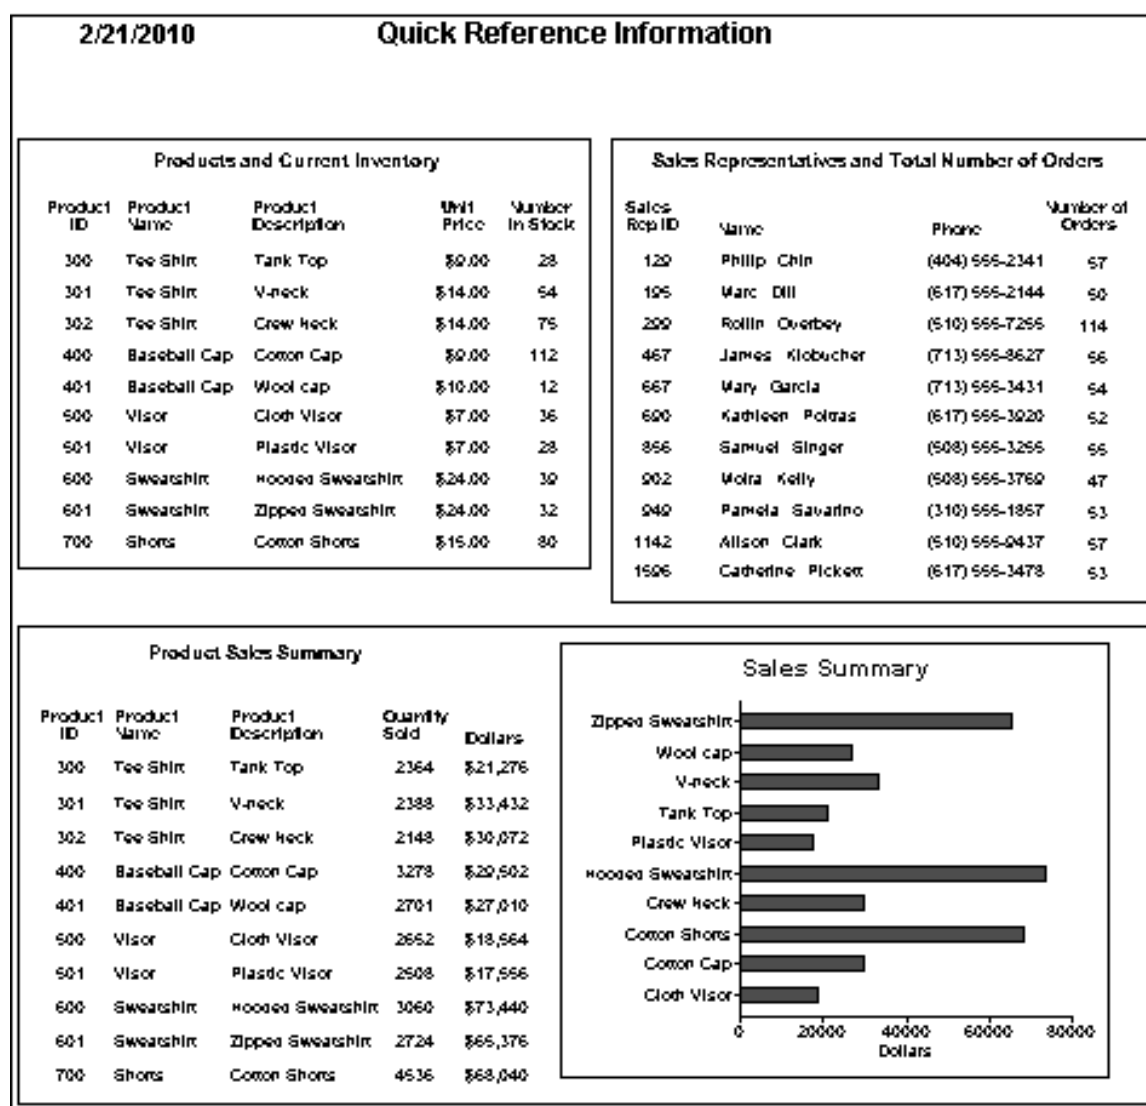 2/21/2010 Quick Reference Information
Products and Current Inventory
Product ID Product Name Product Description Unit Price Number In Stock
300 Tee Shirt Tank Top $9.00 28
301 Tee Shirt V-neck $14.00 54
302 Tee Shirt Crew Neck $14.00 75
400 Baseball Cap Cotton Cap $9.00 112
401 Baseball Cap Wool cap $10.00 12
500 Visor Cloth Visor $7.00 36
501 Visor Plastic Visor $7.00 28
600 Sweatshirt Hooded Sweatshirt $24.00 39
601 Sweatshirt Zipped Sweatshirt $24.00 32
700 Shorts Cotton Shorts $15.00 80
Sales Representatives and Total Number of Orders
Sales Rep ID Name Phone Number of Orders
129 Philip Chin (404) 555-2341 57
195 Marc Dill (617) 555-2144 50
299 Rollin Overbey (510) 555-7255 114
467 James Klobucher (713) 555-8627 56
667 Mary Garcia (713) 555-3431 54
690 Kathleen Poitras (617) 555-3920 52
856 Samuel Singer (508) 555-3255 55
902 Moira Kelly (508) 555-3769 47
949 Pamela Savarino (310) 555-1857 53
1142 Alison Clark (510) 555-9437 57
1596 Catherine Pickett (617) 555-3478 53
Product Sales Summary
Product ID Product Name Product Description Quantity Sold Dollars
300 Tee Shirt Tank Top 2364 $21,276
301 Tee Shirt V-neck 2388 $33,432
302 Tee Shirt Crew Neck 2148 $30,072
400 Baseball Cap Cotton Cap 3278 $29,502
401 Baseball Cap Wool cap 2701 $27,010
500 Visor Cloth Visor 2652 $18,564
501 Visor Plastic Visor 2508 $17,556
600 Sweatshirt Hooded Sweatshirt 3060 $73,440
601 Sweatshirt Zipped Sweatshirt 2724 $65,376
700 Shorts Cotton Shorts 4536 $68,040
Sales Summary
Zipped Sweatshirt
Wool cap
V-neck
Tank Top
Plastic Visor
Hooded Sweatshirt
Crew Neck
Cotton Shorts
Cotton Cap
Cloth Visor
0 20000 40000 60000 80000
Dollars